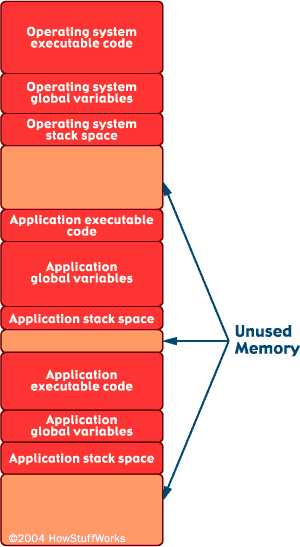 Operating system
executable code
Operating system
global variables
Operating system
stack space
Application executable
code
Application
global variables
Application stack space
Unused
Memory
Application
executable code
Application
global variables
Application stack space
©2004 HowStuffWorks